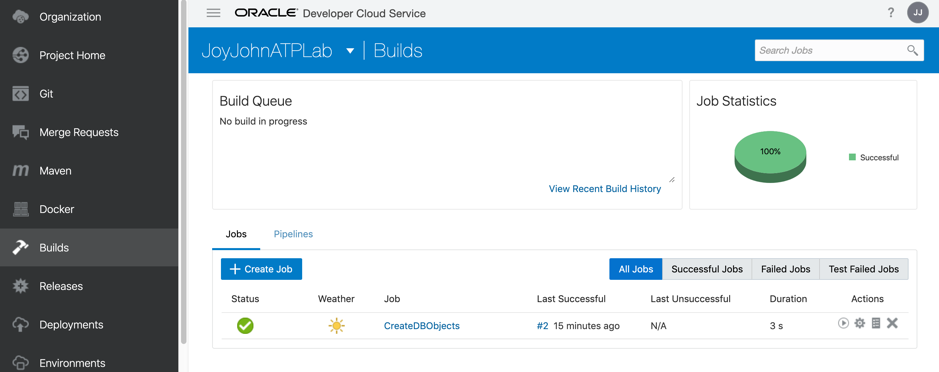 Organization
Project Home
Git
Merge Requests
m Maven
Docker
Builds
Releases
Deployments
Environments
ORACLE® Developer Cloud Service
? JJ
JoyJohnATPLab | Builds
Search Jobs
Build Queue
No build in progress
View Recent Build History
Job Statistics
100%
Successful
Jobs Pipelines
+ Create Job All Jobs Successful Jobs Failed Jobs Test Failed Jobs
Status Weather Job Last Successful Last Unsuccessful Duration Actions
CreateDBObjects #2 15 minutes ago N/A 3 s